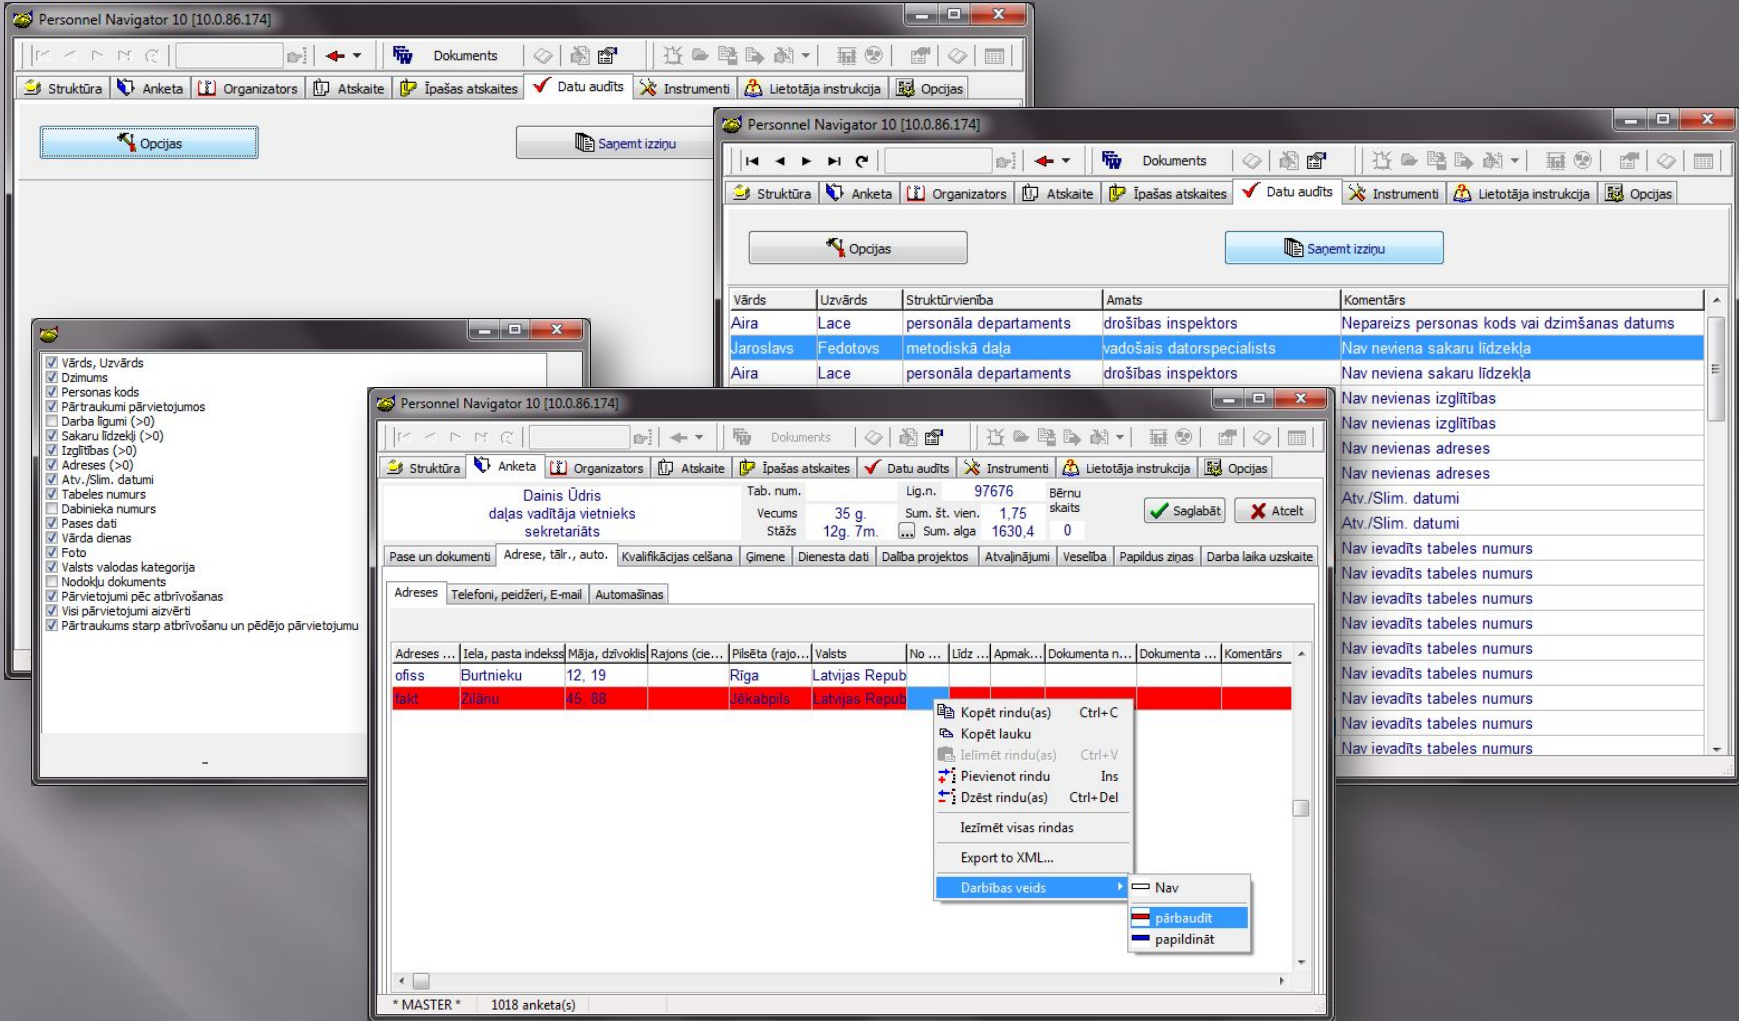 Personnel Navigator 10 [10.0.86.174]
Dokuments
Struktūra Anketa Organizators Atskaite Īpašas atskaites Datu audīts Instrumenti Lietotāja instrukcija Opcijas
Opcijas Saņemt izziņu
Personnel Navigator 10 [10.0.86.174]
Dokuments
Struktūra Anketa Organizators Atskaite Īpašas atskaites Datu audīts Instrumenti Lietotāja instrukcija Opcijas
Opcijas Saņemt izziņu
Vārds Uzvārds Struktūrvienība Amats Komentārs
Aira Lace personāla departaments drošības inspektors Nepareizs personas kods vai dzimšanas datums
Jaroslavs Fedotovs metodiskā daļa vadošais datorspecialists Nav neviena sakaru līdzekļa
Aira Lace personāla departaments drošības inspektors Nav neviena sakaru līdzekļa
Nav nevienas izglītības
Nav nevienas izglītības
Nav nevienas adreses
Nav nevienas adreses
Atv./Slim. datumi
Atv./Slim. datumi
Nav ievadīts tabeles numurs
Nav ievadīts tabeles numurs
Nav ievadīts tabeles numurs
Nav ievadīts tabeles numurs
Nav ievadīts tabeles numurs
Nav ievadīts tabeles numurs
Nav ievadīts tabeles numurs
Nav ievadīts tabeles numurs
Nav ievadīts tabeles numurs
Vārds, Uzvārds
Dzimums
Personas kods
Pārtraukumi pārvietojumos
Darba līgumi (>0)
Sakaru līdzekļi (>0)
Izglītības (>0)
Adreses (>0)
Atv./Slim. datumi
Tabeles numurs
Dabinieka numurs
Pases dati
Vārda dienas
Foto
Valsts valodas kategorija
Nodokļu dokuments
Pārvietojumi pēc atbrīvošanas
Visi pārvietojumi aizvērti
Pārtraukums starp atbrīvošanu un pēdējo pārvietojumu
-
Personnel Navigator 10 [10.0.86.174]
Dokuments
Struktūra Anketa Organizators Atskaite Īpašas atskaites Datu audīts Instrumenti Lietotāja instrukcija Opcijas
Dainis Ūdris Tab. num. Lig.n. 97676 Bērnu
daļas vadītāja vietnieks Vecums 35 g. Sum. št. vien. 1,75 skaits Saglabāt Atcelt
sekretariāts Stāžs 12g. 7m. ... Sum. alga 1630,4 0
Pase un dokumenti Adrese, tālr., auto. Kvalifikācijas celšana Ģimene Dienesta dati Dalība projektos Atvaļinājumi Veselība Papildus ziņas Darba laika uzskaite
Adreses Telefoni, peidžeri, E-mail Automašīnas
Adreses ... Iela, pasta indekss Māja, dzīvoklis Rajons (cie... Pilsēta (rajo... Valsts No ... Līdz ... Apmak... Dokumenta n... Dokumenta ... Komentārs
ofiss Burtnieku 12, 19 Rīga Latvijas Repub
fakt Zilānu 45, 88 Jēkabpils Latvijas Repub
Kopēt rindu(as) Ctrl+C
Kopēt lauku
Ielīmēt rindu(as) Ctrl+V
Pievienot rindu Ins
Dzēst rindu(as) Ctrl+Del
Iezīmēt visas rindas
Export to XML...
Darbības veids Nav
pārbaudīt
papildināt
* MASTER * 1018 anketa(s)